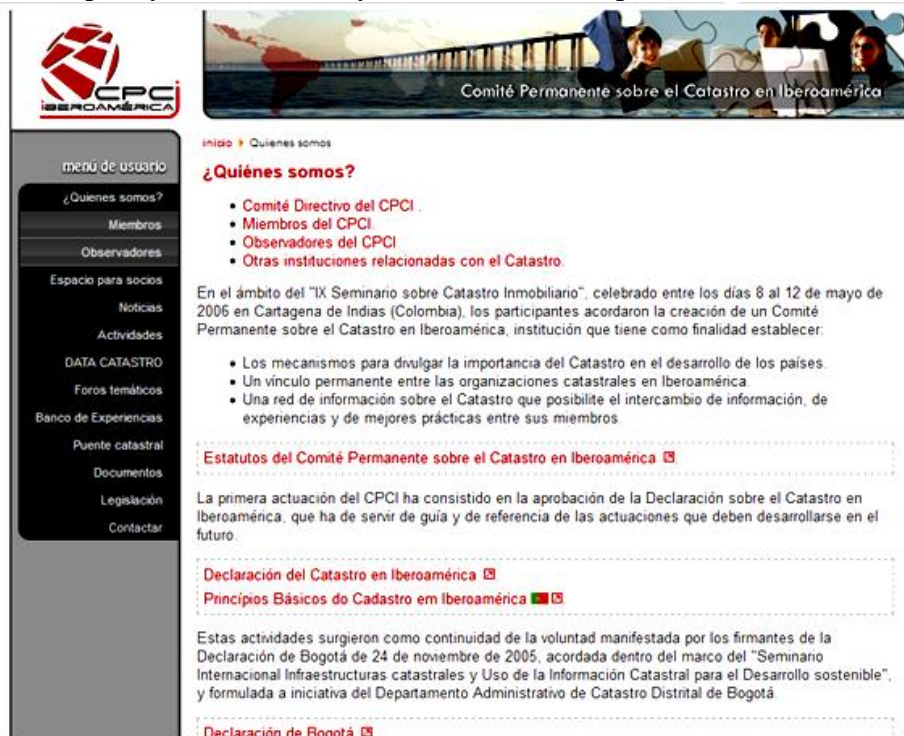 CPCi
IBEROAMÉRICA
Comité Permanente sobre el Catastro en Iberoamérica
menú de usuario
¿Quienes somos?
Miembros
Observadores
Espacio para socios
Noticias
Actividades
DATA CATASTRO
Foros temáticos
Banco de Experiencias
Puente catastral
Documentos
Legislación
Contactar
inicio Quienes somos
¿Quiénes somos?
• Comité Directivo del CPCI .
• Miembros del CPCI.
• Observadores del CPCI
• Otras instituciones relacionadas con el Catastro.
En el ámbito del "IX Seminario sobre Catastro Inmobiliario", celebrado entre los días 8 al 12 de mayo de
2006 en Cartagena de Indias (Colombia), los participantes acordaron la creación de un Comité
Permanente sobre el Catastro en Iberoamérica, institución que tiene como finalidad establecer:
• Los mecanismos para divulgar la importancia del Catastro en el desarrollo de los países.
• Un vínculo permanente entre las organizaciones catastrales en Iberoamérica.
• Una red de información sobre el Catastro que posibilite el intercambio de información, de
experiencias y de mejores prácticas entre sus miembros.
Estatutos del Comité Permanente sobre el Catastro en Iberoamérica
La primera actuación del CPCI ha consistido en la aprobación de la Declaración sobre el Catastro en
Iberoamérica, que ha de servir de guía y de referencia de las actuaciones que deben desarrollarse en el
futuro.
Declaración del Catastro en Iberoamérica
Princípios Básicos do Cadastro em Iberoamérica
Estas actividades surgieron como continuidad de la voluntad manifestada por los firmantes de la
Declaración de Bogotá de 24 de noviembre de 2005, acordada dentro del marco del "Seminario
Internacional Infraestructuras catastrales y Uso de la Información Catastral para el Desarrollo sostenible",
y formulada a iniciativa del Departamento Administrativo de Catastro Distrital de Bogotá.
Declaración de Bogotá